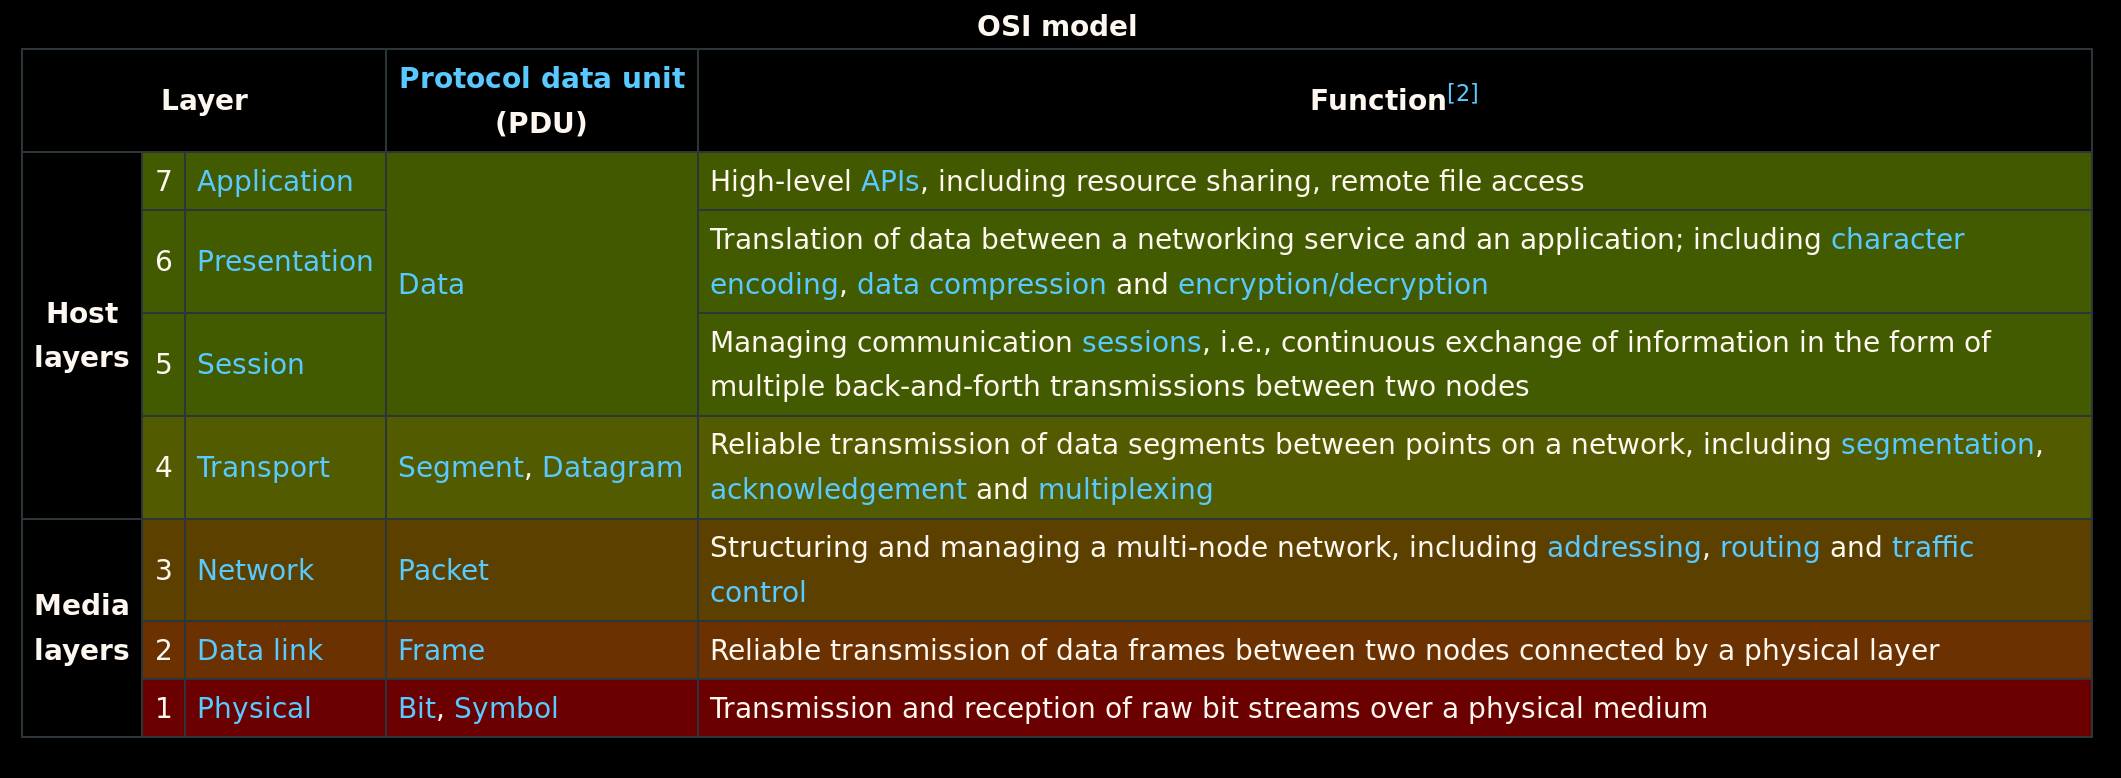 OSI model
Layer
Protocol data unit
(PDU)
Function[2]
Host
layers
7
Application
Data
High-level APIs, including resource sharing, remote file access
6
Presentation
Translation of data between a networking service and an application; including character
encoding, data compression and encryption/decryption
5
Session
Managing communication sessions, i.e., continuous exchange of information in the form of
multiple back-and-forth transmissions between two nodes
4
Transport
Segment, Datagram
Reliable transmission of data segments between points on a network, including segmentation,
acknowledgement and multiplexing
Media
layers
3
Network
Packet
Structuring and managing a multi-node network, including addressing, routing and traffic
control
2
Data link
Frame
Reliable transmission of data frames between two nodes connected by a physical layer
1
Physical
Bit, Symbol
Transmission and reception of raw bit streams over a physical medium